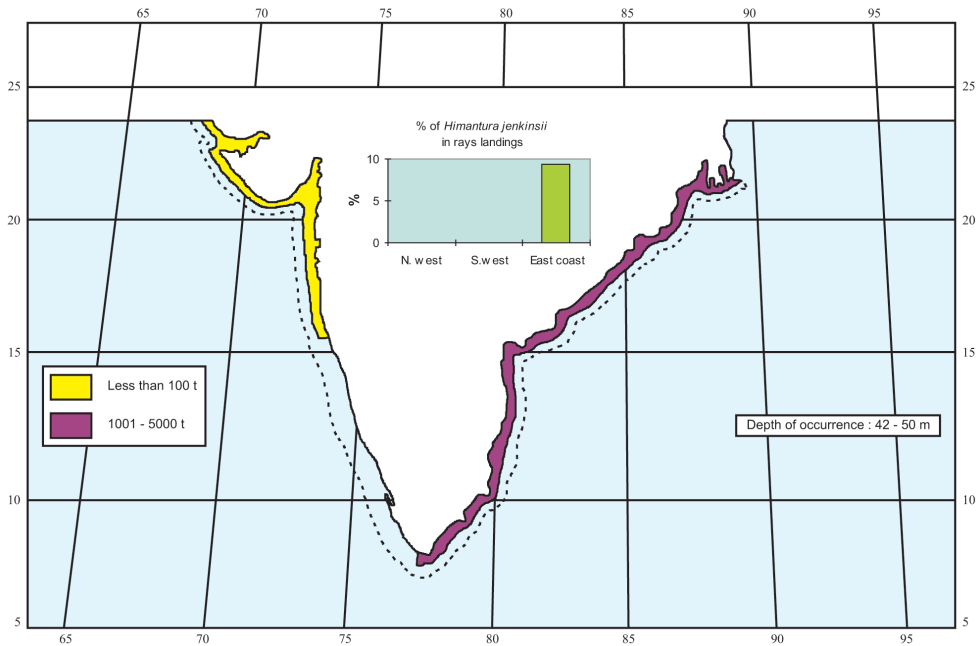 65 70 75 80 85 90 95
25 25
% of Himantura jenkinsii
in rays landings
10
%
5
0
N. west S.west East coast
20 20
15 15
Less than 100 t
1001 - 5000 t
Depth of occurrence : 42 - 50 m
10 10
5 5
65 70 75 80 85 90 95